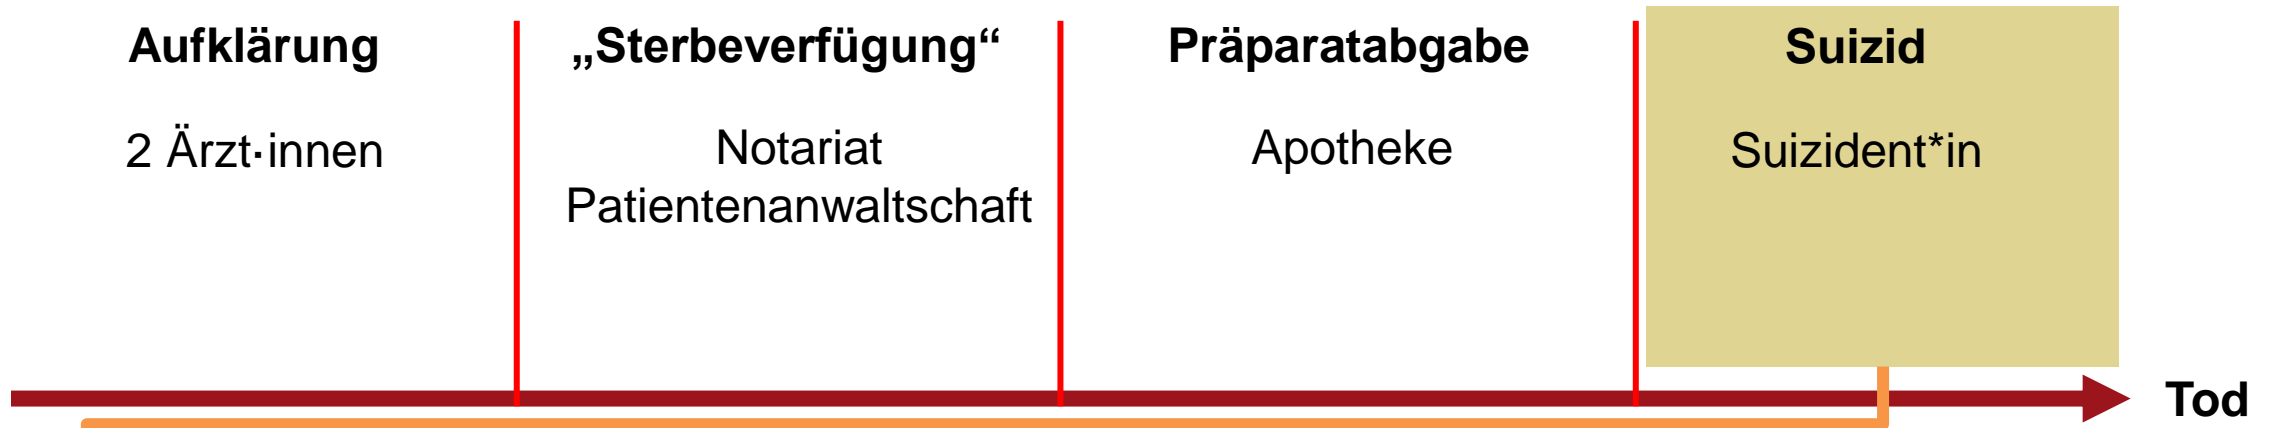 Aufklärung
2 Ärzt·innen
„Sterbeverfügung“
Notariat
Patientenanwaltschaft
Präparatabgabe
Apotheke
Suizid
Suizident*in
Tod